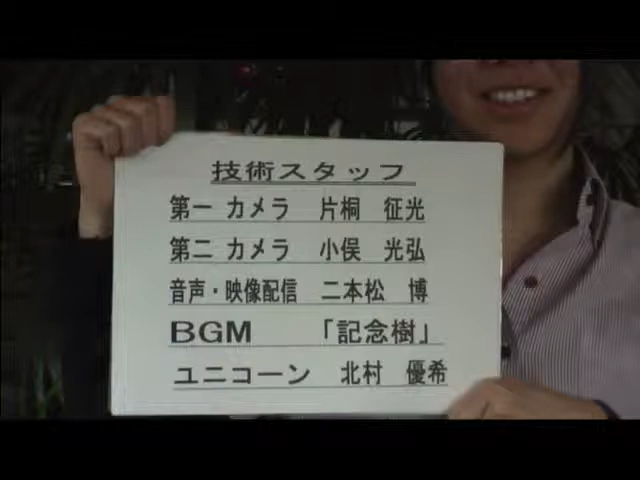 技術スタッフ
第一 カメラ 片桐 征光
第二 カメラ 小俣 光弘
音声・映像配信 二本松 博
BGM 「記念樹」
ユニコーン 北村 優希